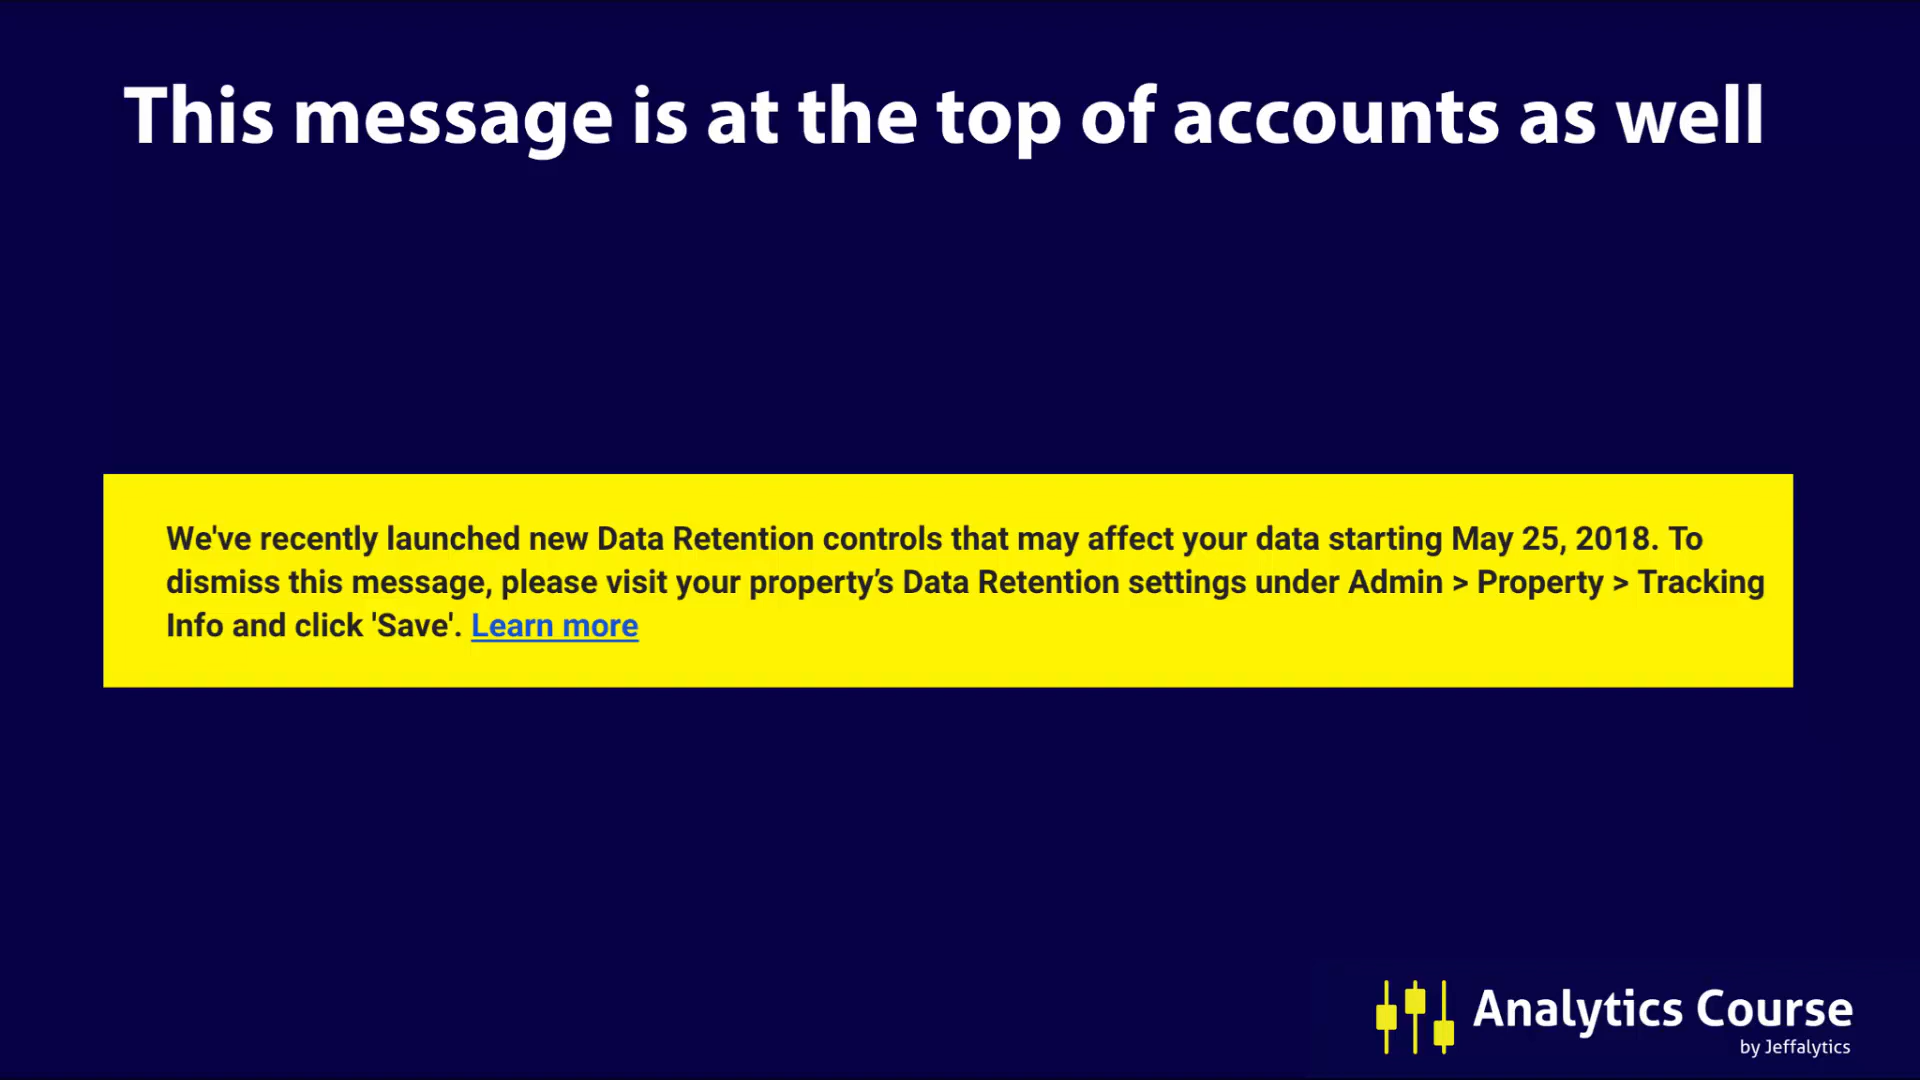 This message is at the top of accounts as well
We've recently launched new Data Retention controls that may affect your data starting May 25, 2018. To
dismiss this message, please visit your property’s Data Retention settings under Admin > Property > Tracking
Info and click 'Save'. Learn more
Analytics Course
by Jeffalytics